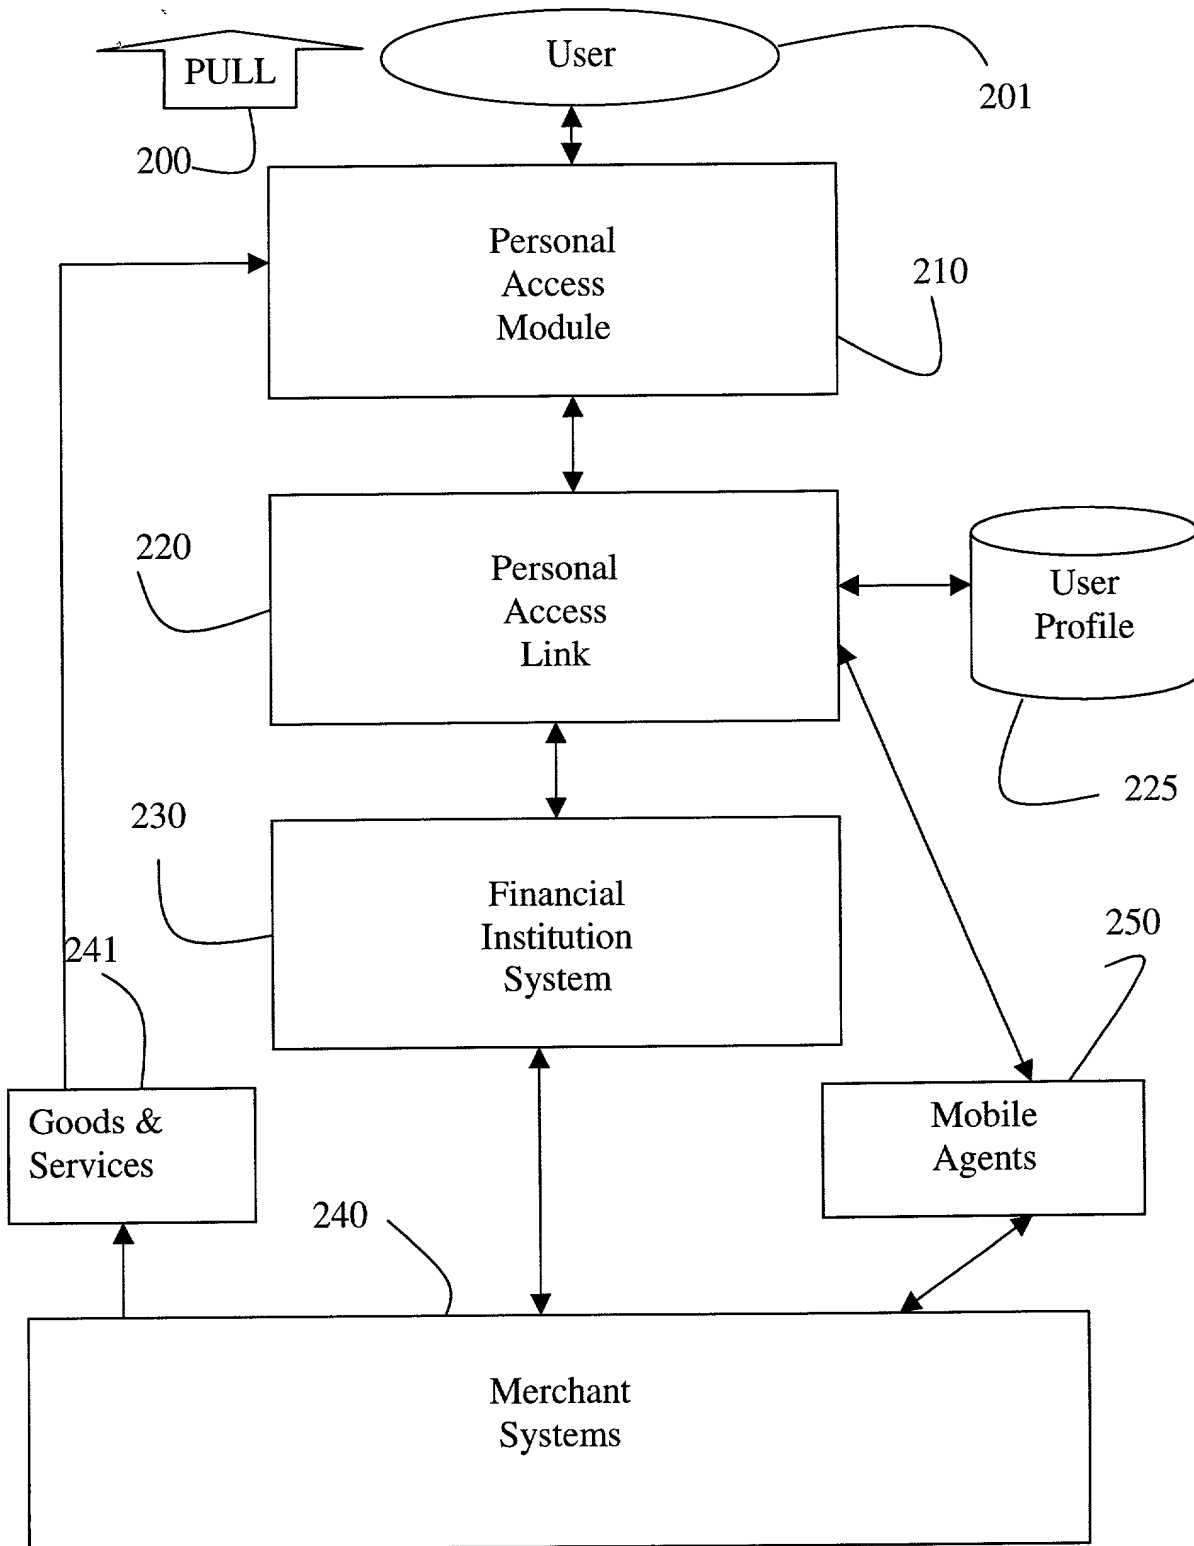 PULL
User
201
200
Personal
Access
Module
210
220
Personal
Access
Link
User
Profile
225
230
Financial
Institution
System
241
250
Goods &
Services
Mobile
Agents
240
Merchant
Systems